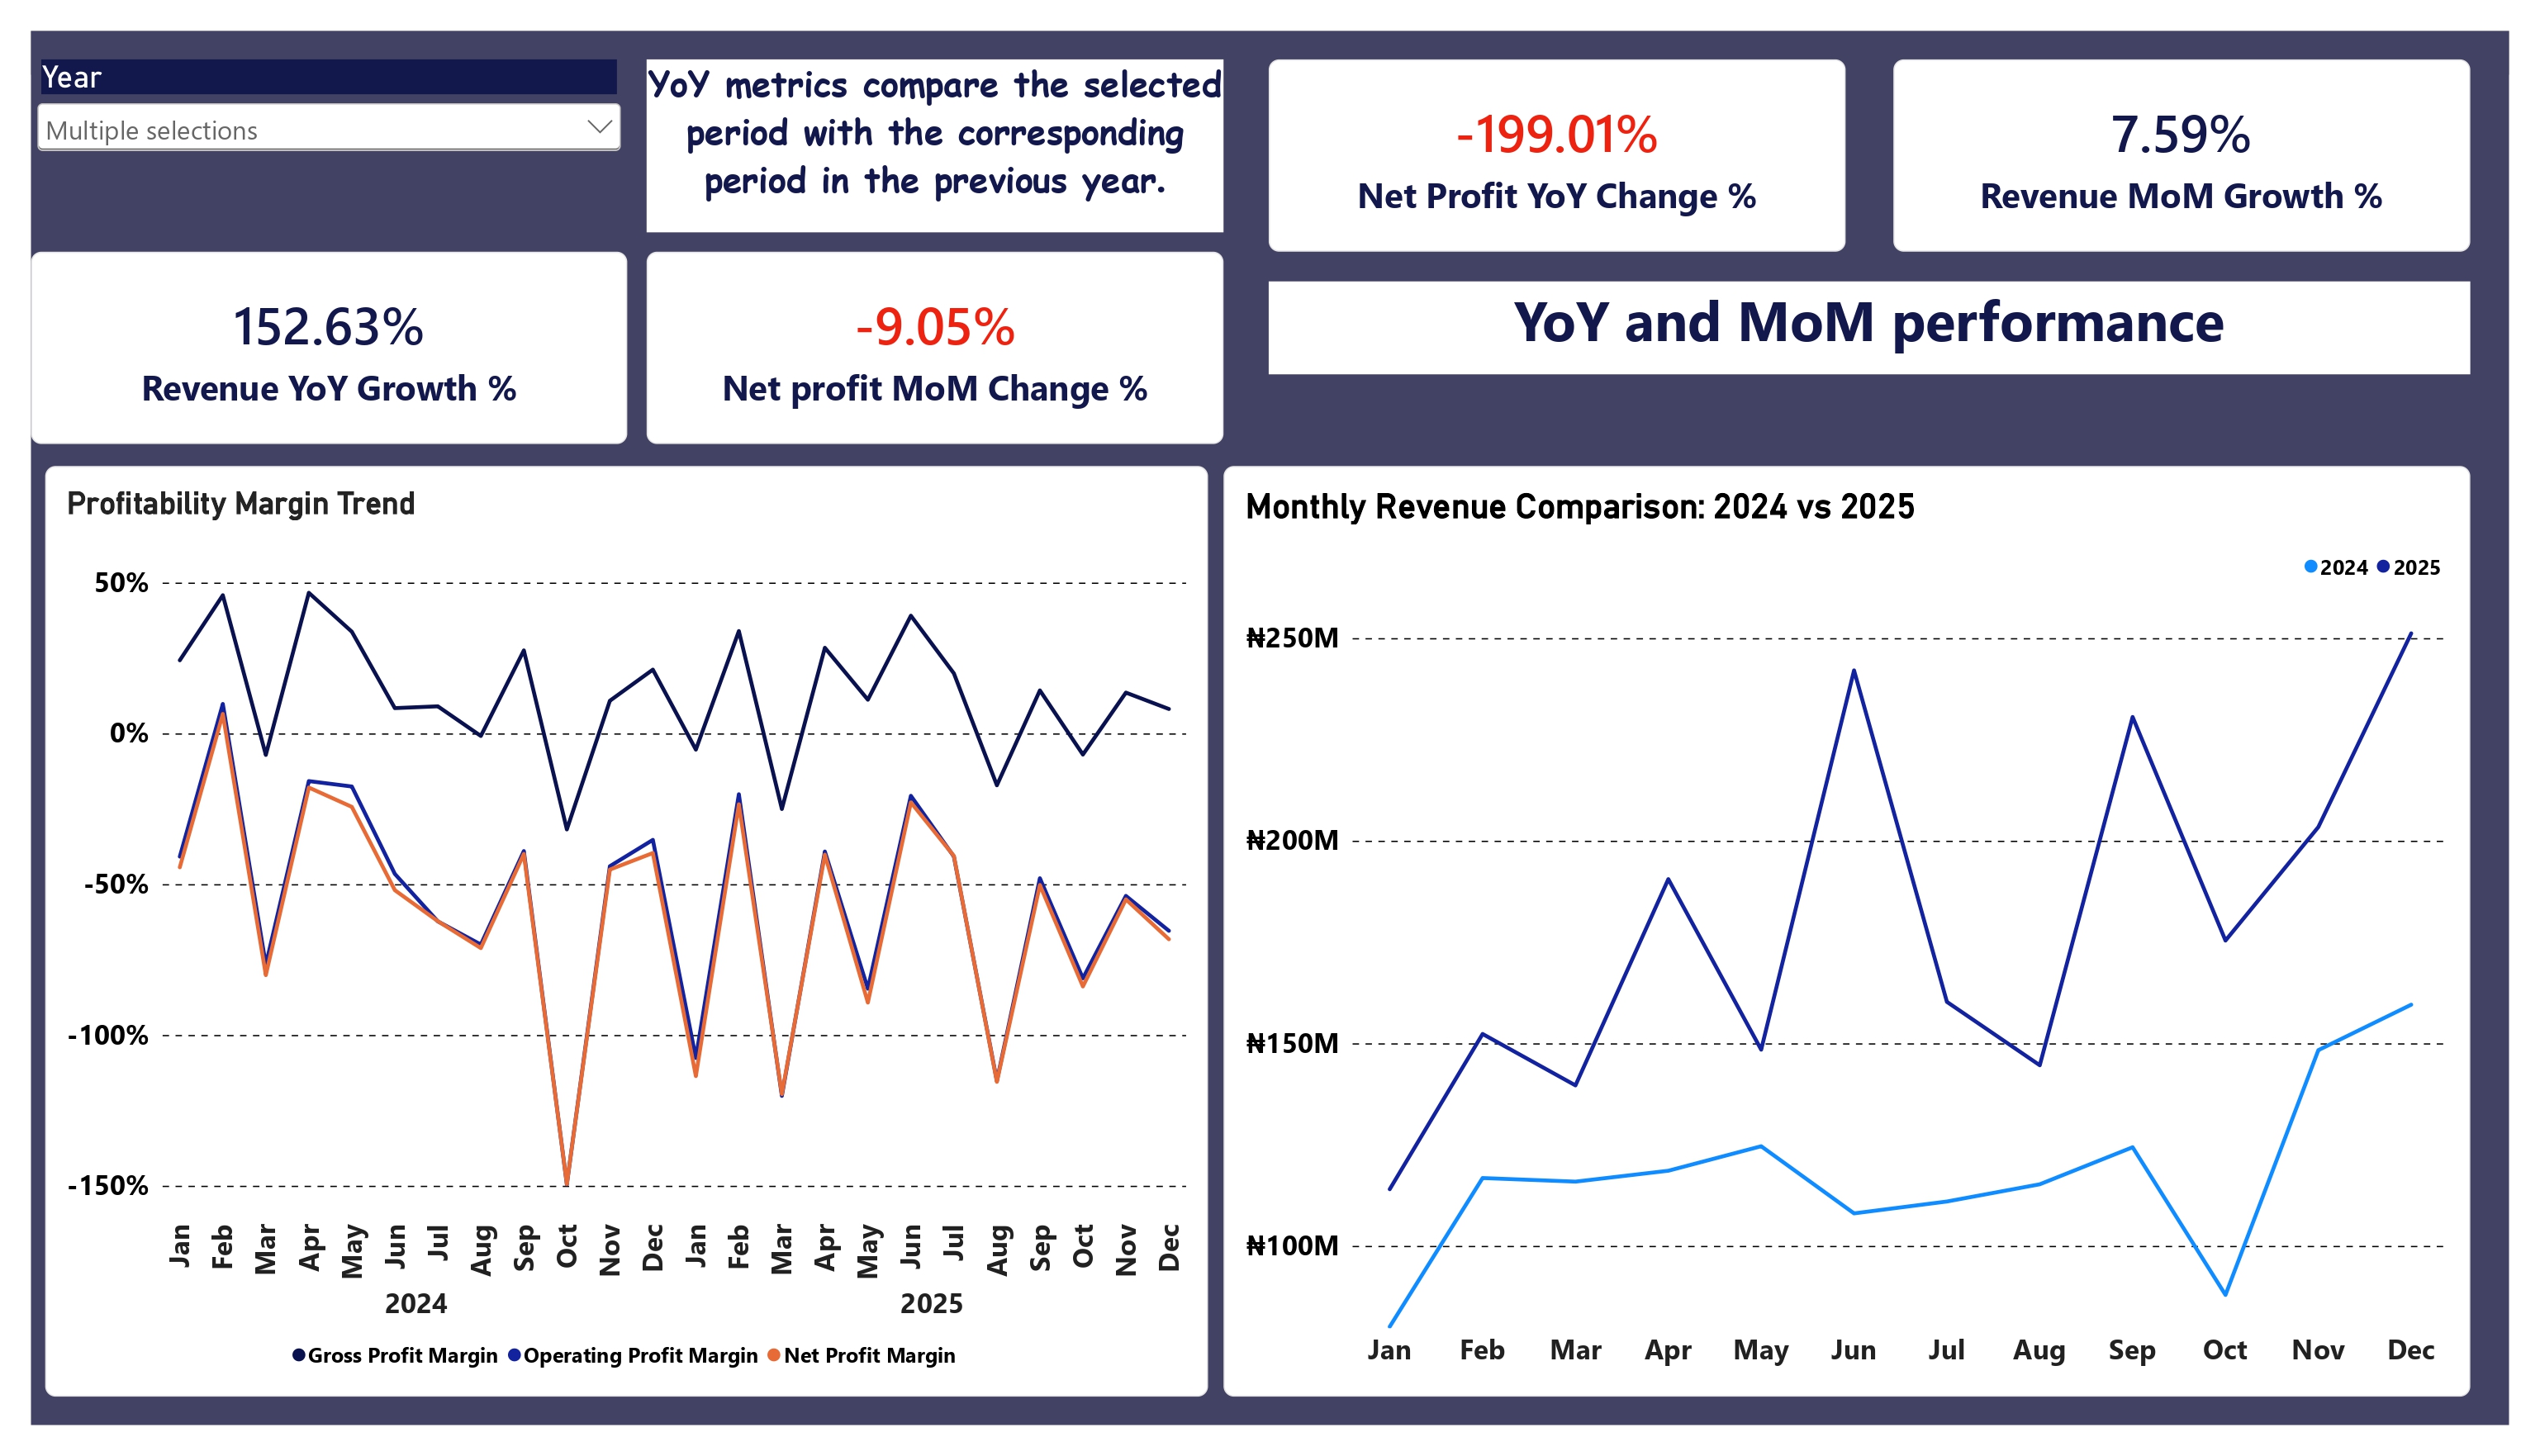 Year
Multiple selections
YoY metrics compare the selected
period with the corresponding
period in the previous year.
-199.01%
Net Profit YoY Change %
7.59%
Revenue MoM Growth %
152.63%
Revenue YoY Growth %
-9.05%
Net profit MoM Change %
YoY and MoM performance
Profitability Margin Trend
50%
0%
-50%
-100%
-150%
Jan Feb Mar Apr May Jun Jul Aug Sep Oct Nov Dec Jan Feb Mar Apr May Jun Jul Aug Sep Oct Nov Dec
2024 2025
Gross Profit Margin Operating Profit Margin Net Profit Margin
Monthly Revenue Comparison: 2024 vs 2025
2024 2025
₦250M
₦200M
₦150M
₦100M
Jan Feb Mar Apr May Jun Jul Aug Sep Oct Nov Dec